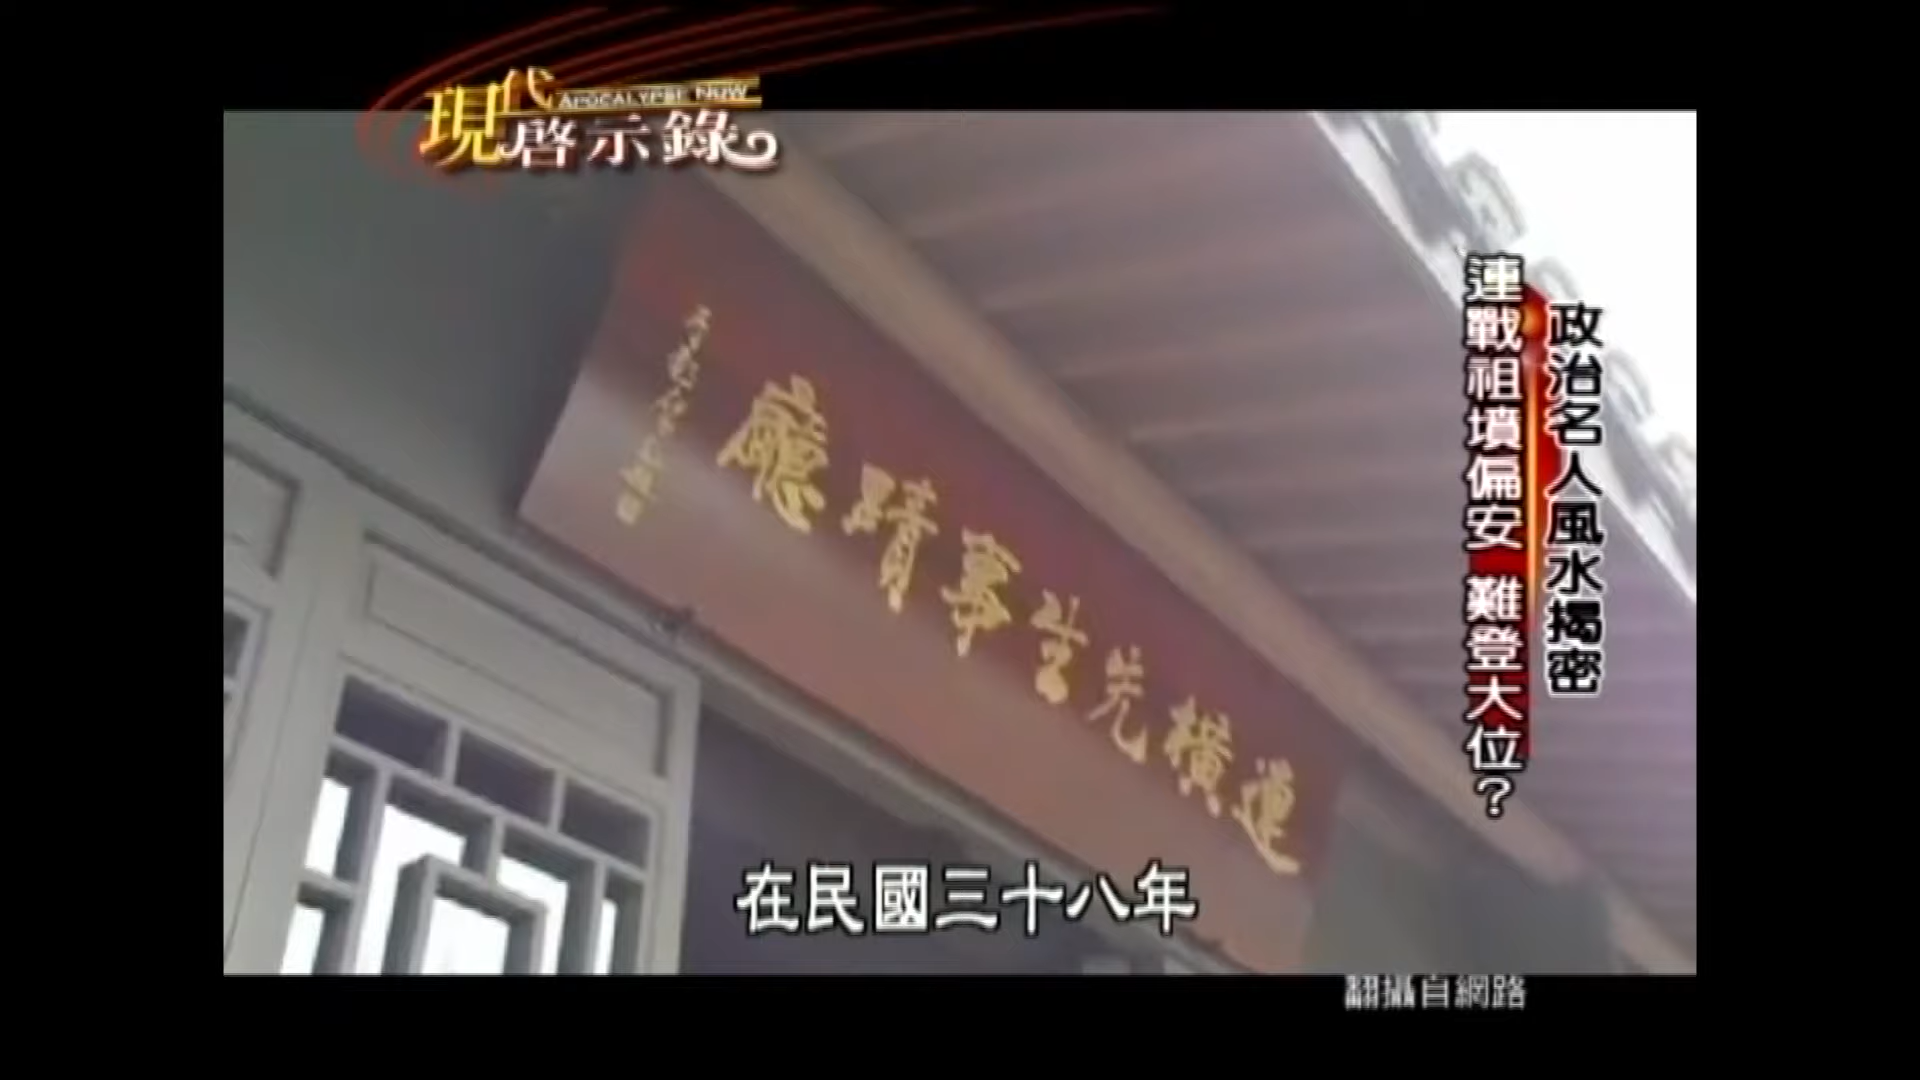 現代啓示錄
APOCALYPSE NOW
政治名人風水揭密
連戰祖墳偏安 難登大位?
連橫先生事蹟廳
在民國三十八年
翻攝自網路